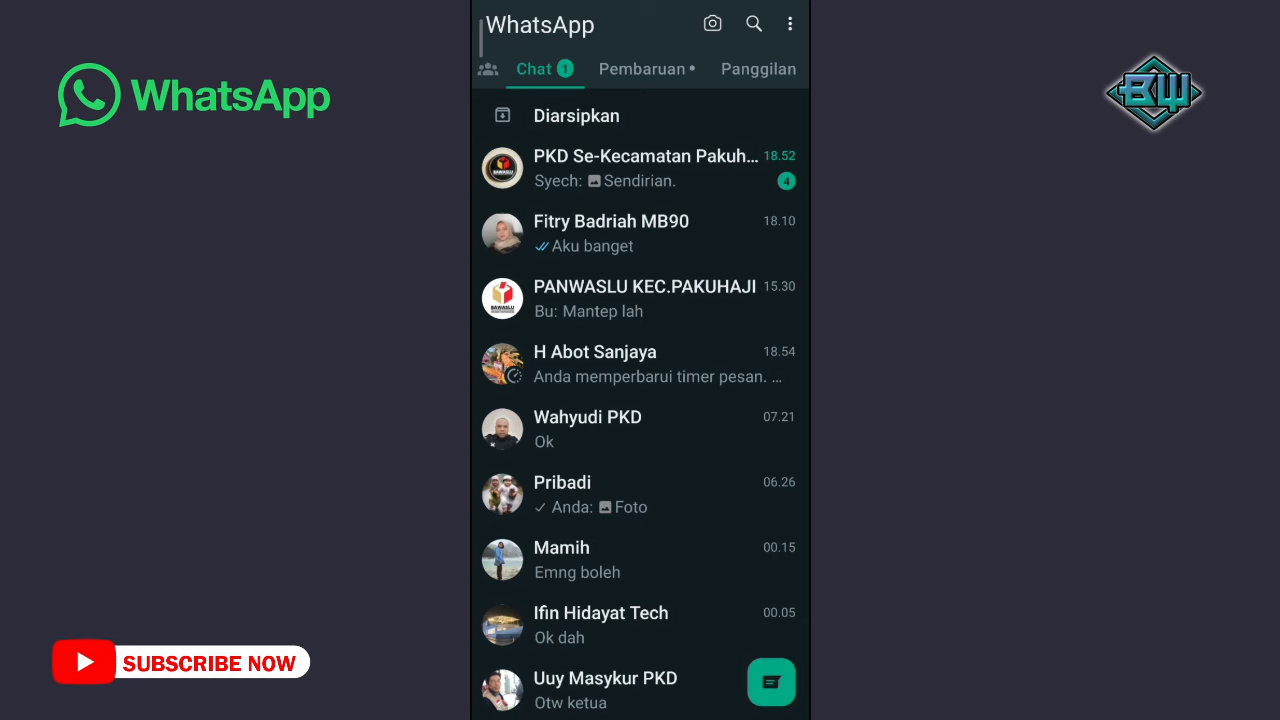 WhatsApp
WhatsApp
BW
Chat 1
Pembaruan
Panggilan
Diarsipkan
PKD Se-Kecamatan Pakuh... 18.52
Syech: Sendirian. 4
Fitry Badriah MB90 18.10
Aku banget
PANWASLU KEC.PAKUHAJI 15.30
Bu: Mantep lah
H Abot Sanjaya 18.54
Anda memperbarui timer pesan. ...
Wahyudi PKD 07.21
Ok
Pribadi 06.26
Anda: Foto
Mamih 00.15
Emng boleh
Ifin Hidayat Tech 00.05
Ok dah
Uuy Masykur PKD
Otw ketua
SUBSCRIBE NOW
BAWASLU
BAWASLU